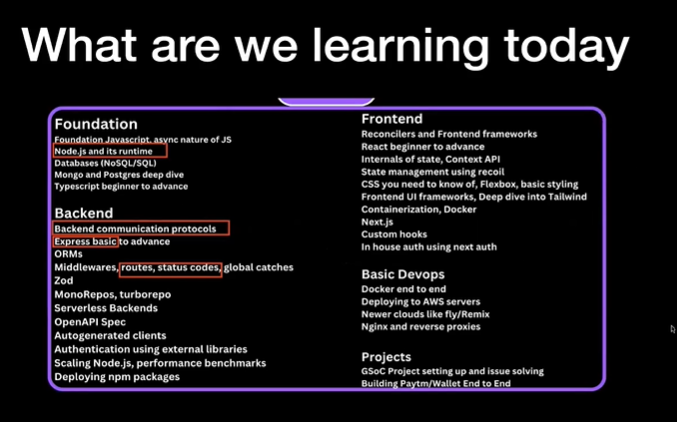 What are we learning today
Foundation
Foundation Javascript, async nature of JS
Node.js and its runtime
Databases (NoSQL/SQL)
Mongo and Postgres deep dive
Typescript beginner to advance
Backend
Backend communication protocols
Express basic to advance
ORMs
Middlewares, routes, status codes, global catches
Zod
MonoRepos, turborepo
Serverless Backends
OpenAPI Spec
Autogenerated clients
Authentication using external libraries
Scaling Node.js, performance benchmarks
Deploying npm packages
Frontend
Reconcilers and Frontend frameworks
React beginner to advance
Internals of state, Context API
State management using recoil
CSS you need to know of, Flexbox, basic styling
Frontend UI frameworks, Deep dive into Tailwind
Containerization, Docker
Next.js
Custom hooks
In house auth using next auth
Basic Devops
Docker end to end
Deploying to AWS servers
Newer clouds like fly/Remix
Nginx and reverse proxies
Projects
GSoC Project setting up and issue solving
Building Paytm/Wallet End to End